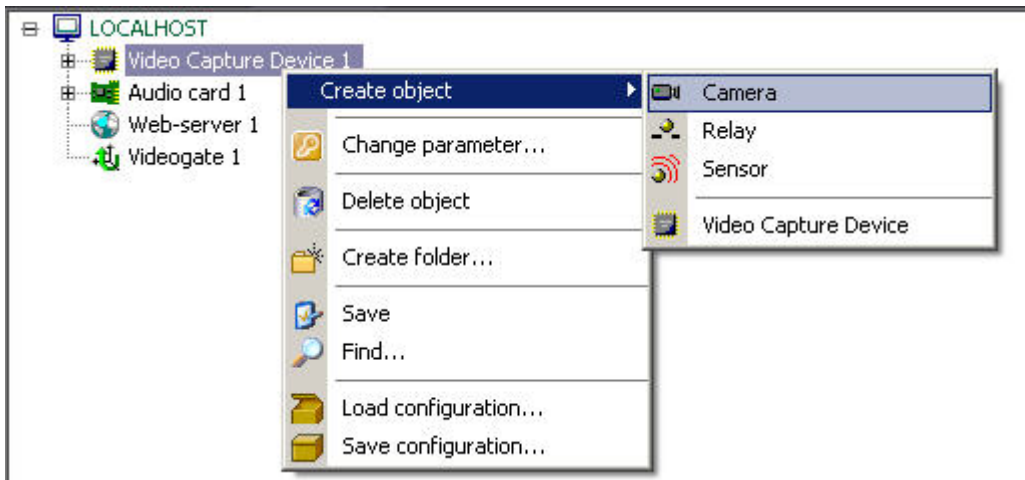 LOCALHOST
Video Capture Device 1
Audio card 1
Web-server 1
Videogate 1
Create object
Change parameter...
Delete object
Create folder...
Save
Find...
Load configuration...
Save configuration...
Camera
Relay
Sensor
Video Capture Device